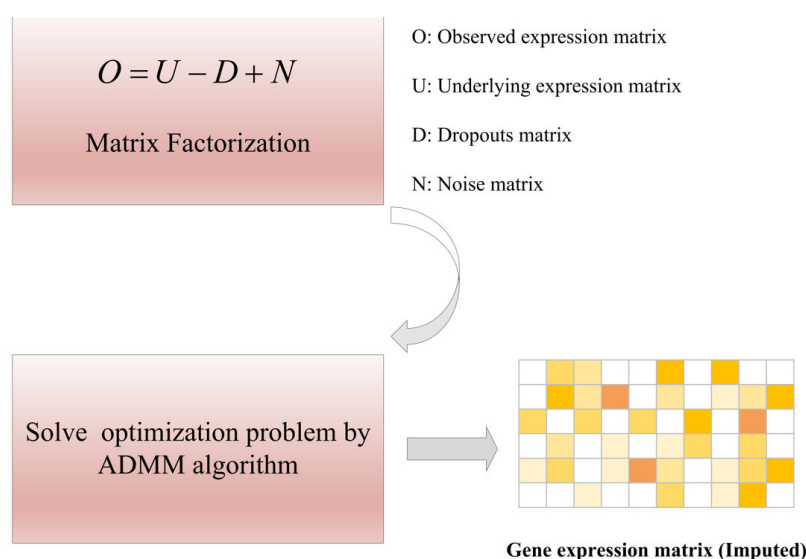 O = U − D + N
Matrix Factorization
O: Observed expression matrix
U: Underlying expression matrix
D: Dropouts matrix
N: Noise matrix
Solve optimization problem by
ADMM algorithm
Gene expression matrix (Imputed)